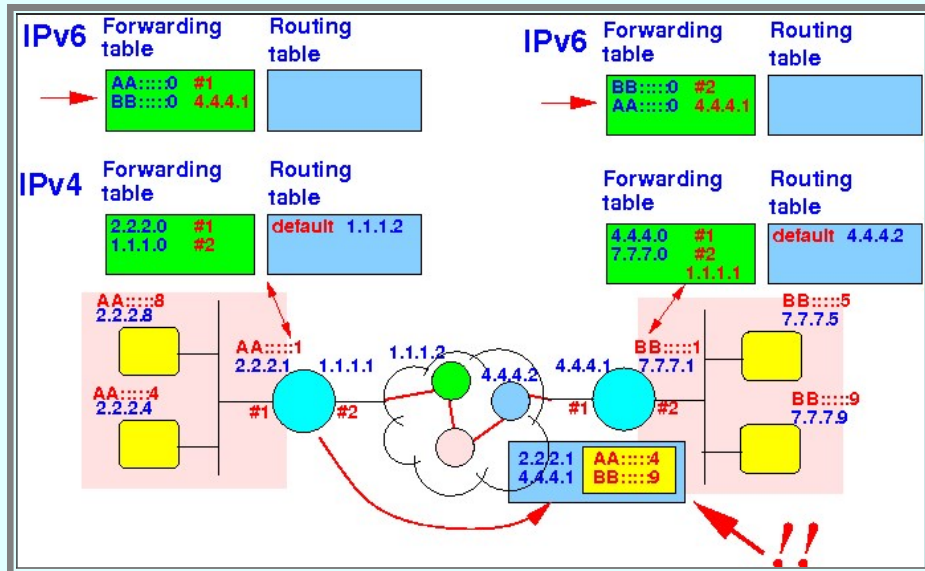 IPv6 Forwarding table Routing table
AA:::::0 #1
BB:::::0 4.4.4.1
IPv6 Forwarding table Routing table
BB:::::0 #2
AA:::::0 4.4.4.1
IPv4 Forwarding table Routing table
2.2.2.0 #1
1.1.1.0 #2
default 1.1.1.2
Forwarding table Routing table
4.4.4.0 #1
7.7.7.0 #2
1.1.1.1
default 4.4.4.2
AA:::::8
2.2.2.8
AA:::::4
2.2.2.4
AA:::::1
2.2.2.1
1.1.1.1
#1
#2
1.1.1.2
4.4.4.2
4.4.4.1
BB:::::1
7.7.7.1
#1
#2
BB:::::5
7.7.7.5
BB:::::9
7.7.7.9
2.2.2.1 AA:::::4
4.4.4.1 BB:::::9
!!